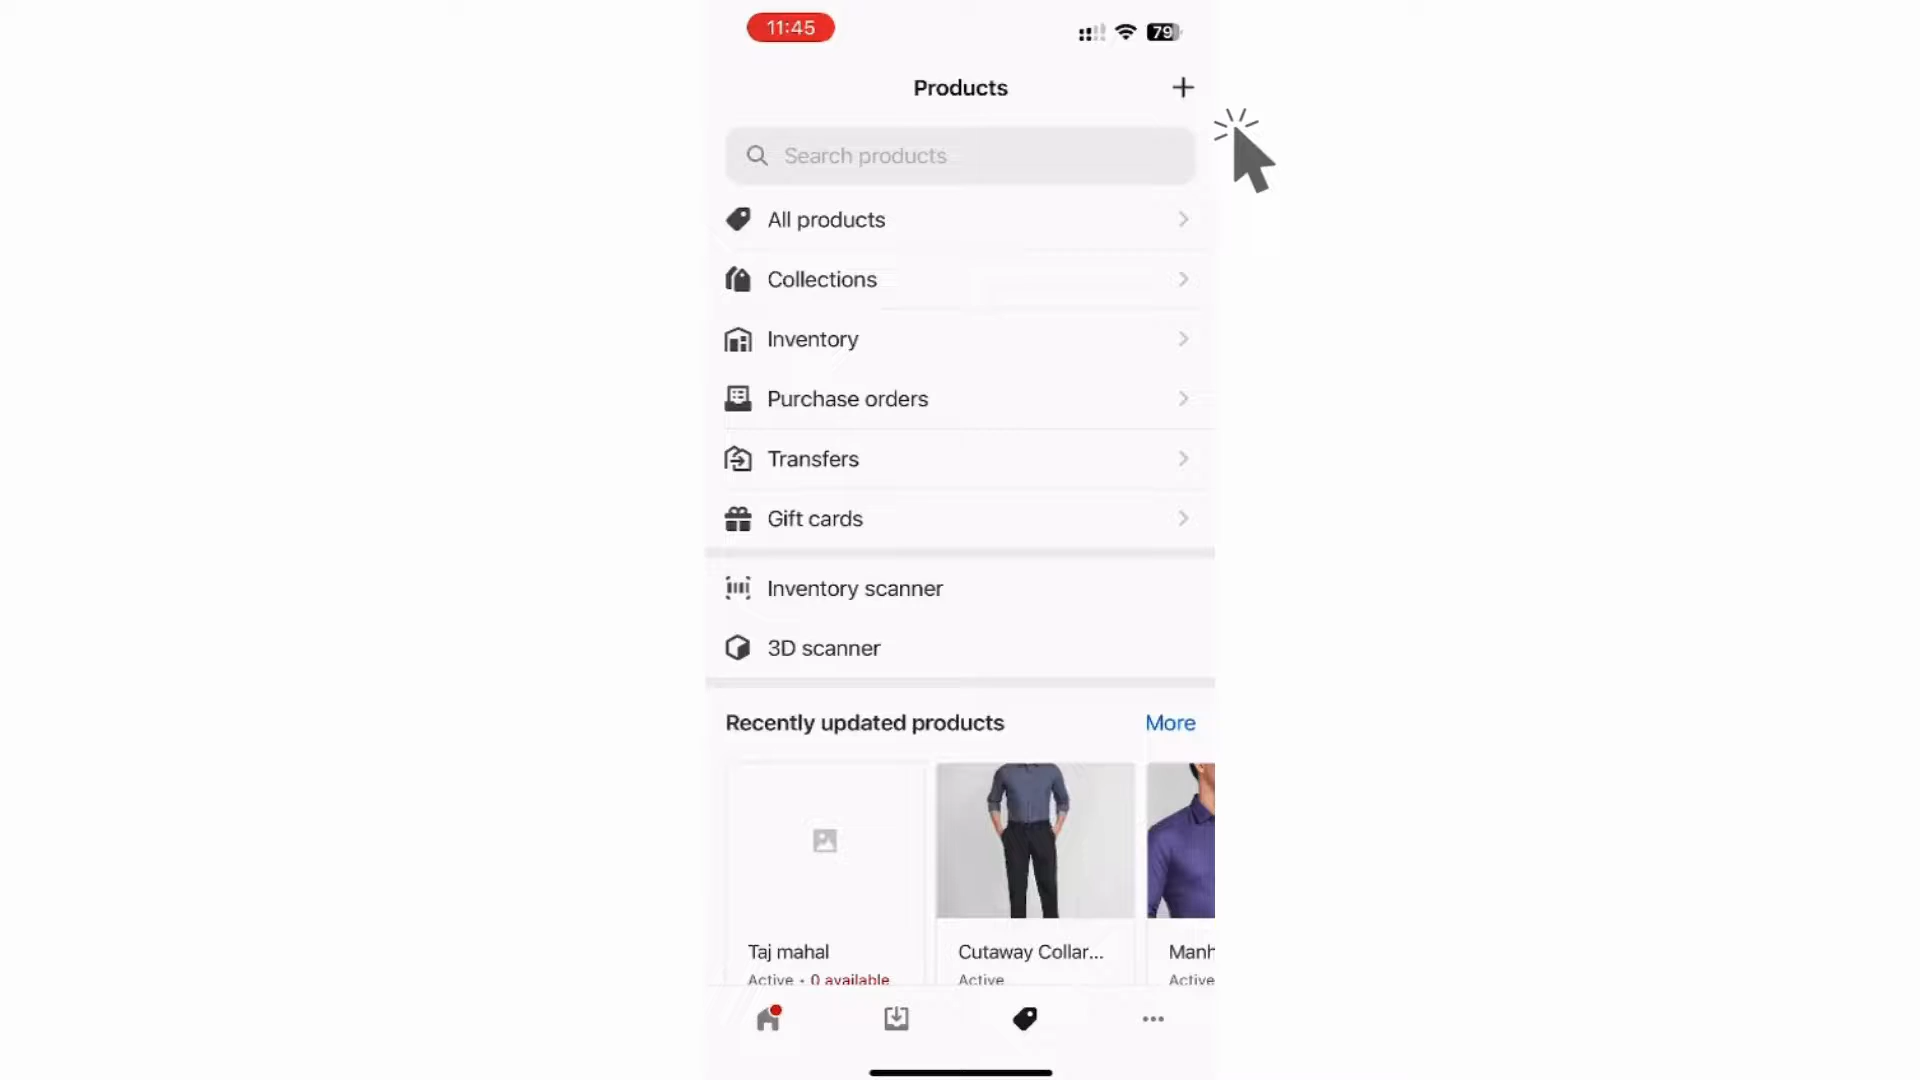 11:45
79
Products
Search products
All products
Collections
Inventory
Purchase orders
Transfers
Gift cards
Inventory scanner
3D scanner
Recently updated products More
Taj mahal Cutaway Collar... Manh
Active • 0 available Active Active